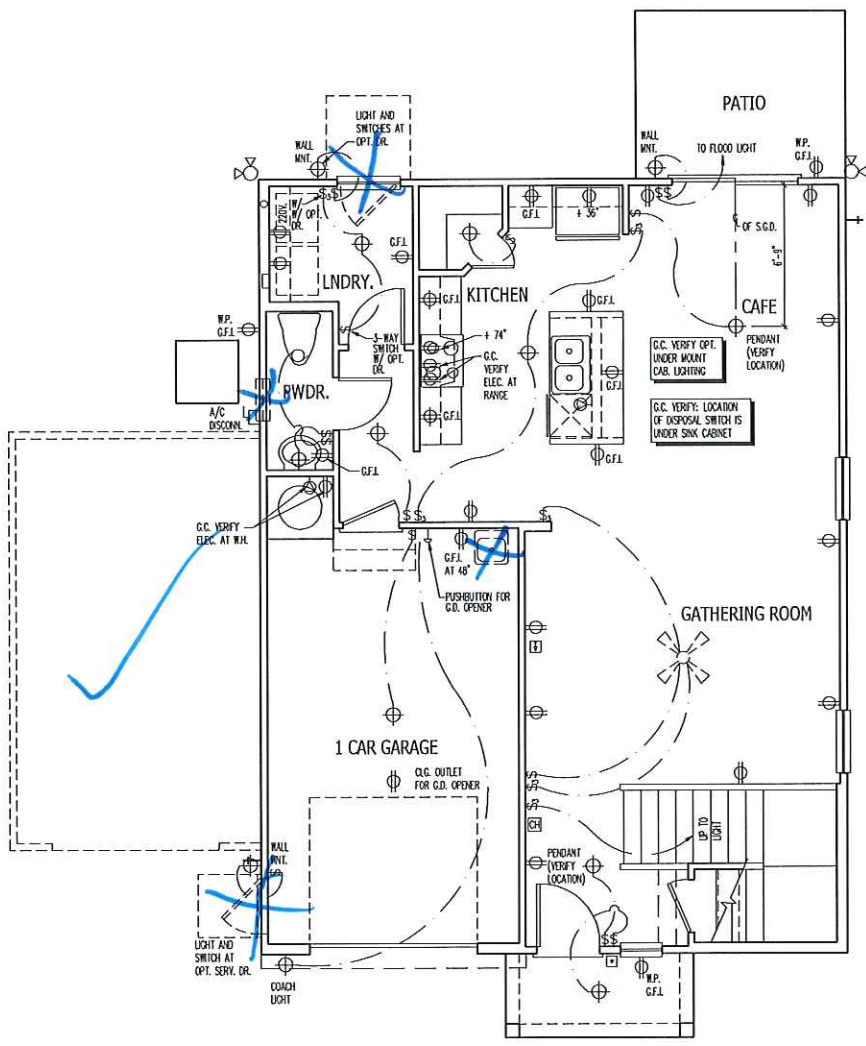 PATIO
LIGHT AND
SWITCHES AT
OPT. DR.
WALL
MNT.
WALL
MNT.
TO FLOOD LIGHT
W.P.
G.F.I.
220V.
W/
W/ OPT.
DR.
$ $3
$$
G.F.I.
+ 36"
℄ OF S.G.D.
6'-9"
G.F.I.
LNDRY.
KITCHEN
G.F.I.
G.F.I.
CAFE
W.P.
G.F.I.
3-WAY
SWITCH
W/ OPT.
DR.
+ 74"
G.C.
VERIFY
ELEC. AT
RANGE
PENDANT
(VERIFY
LOCATION)
G.C. VERIFY OPT.
UNDER MOUNT
CAB. LIGHTING
G.F.I.
PWDR.
A/C
DISCONN.
G.F.I.
G.C. VERIFY: LOCATION
OF DISPOSAL SWITCH IS
UNDER SINK CABINET
G.F.I.
G.F.I.
G.C. VERIFY
ELEC. AT W.H.
G.F.I.
AT 48"
PUSHBUTTON FOR
G.D. OPENER
GATHERING ROOM
1 CAR GARAGE
CLG. OUTLET
FOR G.D. OPENER
CH
UP TO
LIGHT
WALL
MNT.
PENDANT
(VERIFY
LOCATION)
LIGHT AND
SWITCH AT
OPT. SERV. DR.
$$
COACH
LIGHT
W.P.
G.F.I.